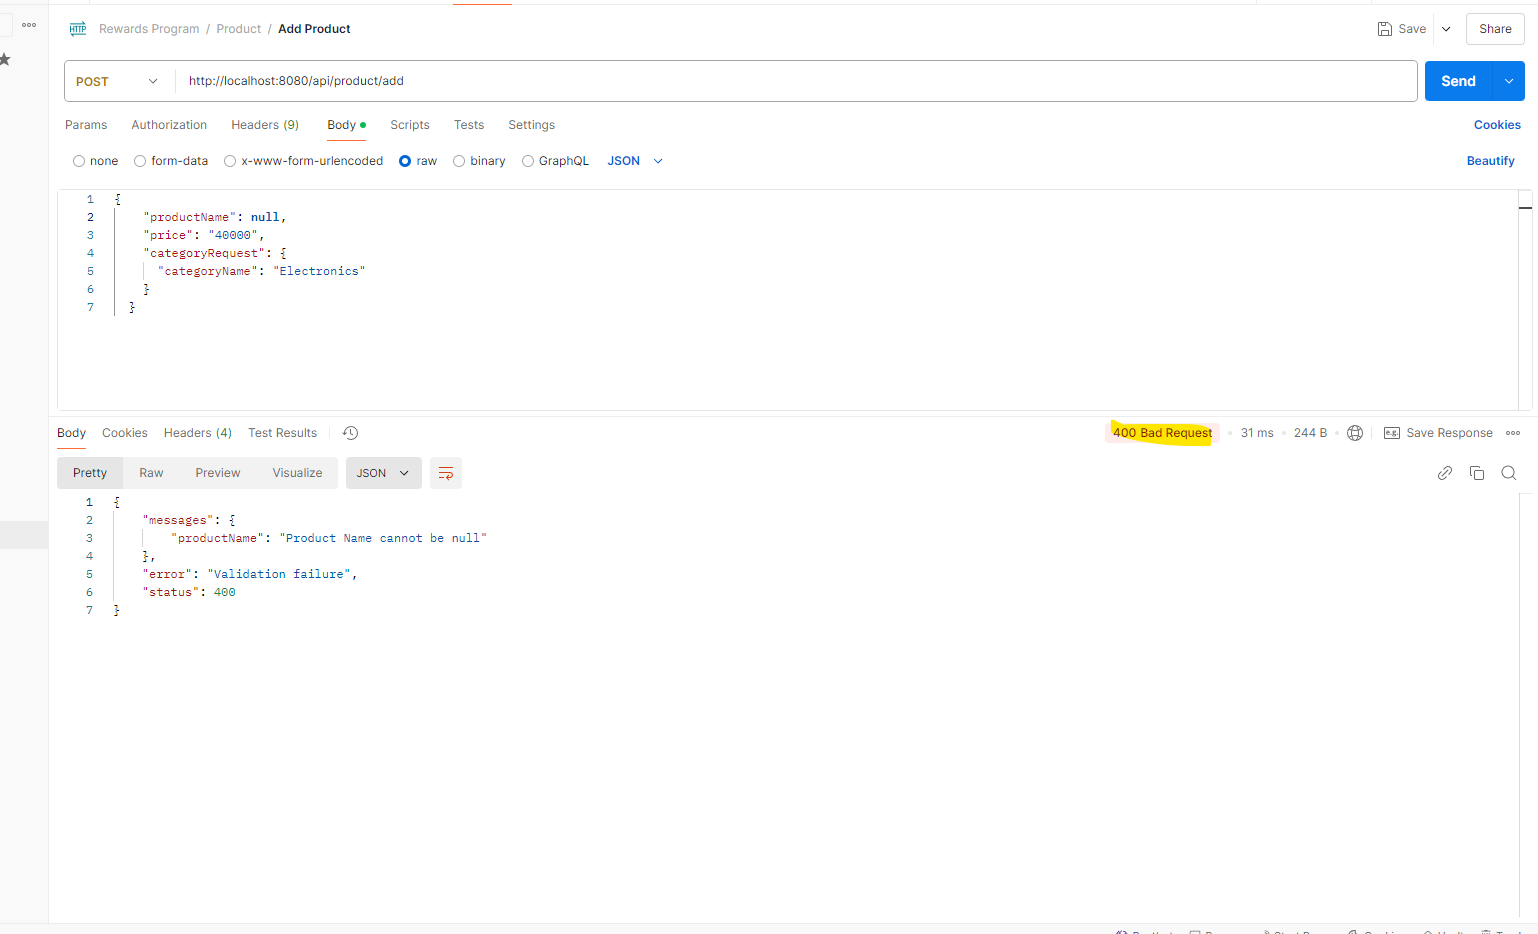 HTTP Rewards Program / Product / Add Product Save Share
POST http://localhost:8080/api/product/add Send
Params Authorization Headers (9) Body Scripts Tests Settings Cookies
none form-data x-www-form-urlencoded raw binary GraphQL JSON Beautify
1 {
2 "productName": null,
3 "price": "40000",
4 "categoryRequest": {
5 "categoryName": "Electronics"
6 }
7 }
Body Cookies Headers (4) Test Results 400 Bad Request 31 ms 244 B e.g. Save Response
Pretty Raw Preview Visualize JSON
1 {
2 "messages": {
3 "productName": "Product Name cannot be null"
4 },
5 "error": "Validation failure",
6 "status": 400
7 }